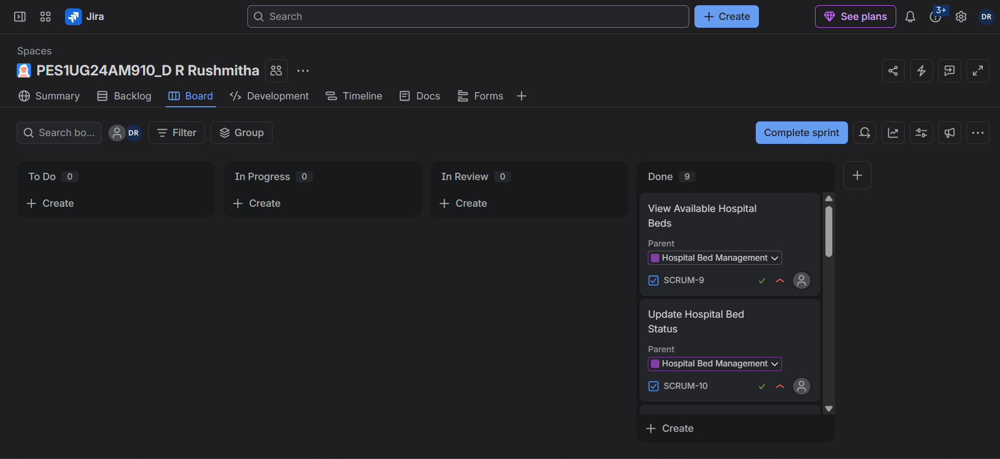 Jira
Search
Create
See plans
3+
DR
Spaces
PES1UG24AM910_D R Rushmitha
Summary
Backlog
Board
Development
Timeline
Docs
Forms
Search bo...
DR
Filter
Group
Complete sprint
To Do 0
Create
In Progress 0
Create
In Review 0
Create
Done 9
View Available Hospital
Beds
Parent
Hospital Bed Management
SCRUM-9
Update Hospital Bed
Status
Parent
Hospital Bed Management
SCRUM-10
Create